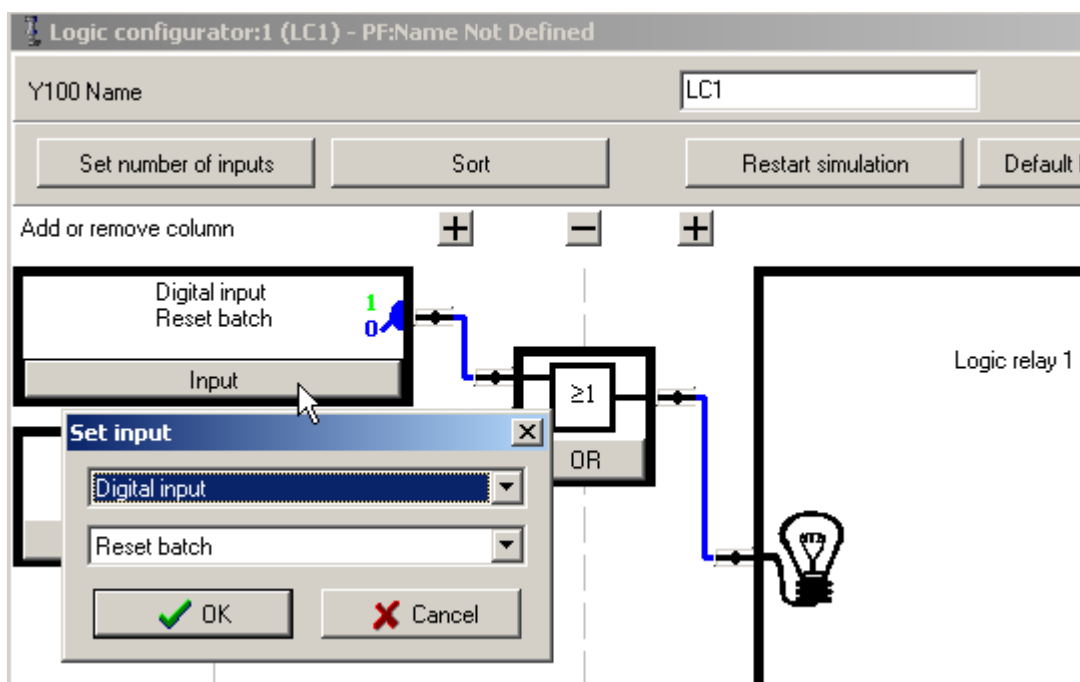 Logic configurator:1 (LC1) - PF:Name Not Defined
Y100 Name
LC1
Set number of inputs
Sort
Restart simulation
Default
Add or remove column
Digital input
Reset batch
1
0
Input
Logic relay 1
≥1
OR
Set input
Digital input
Reset batch
OK
Cancel